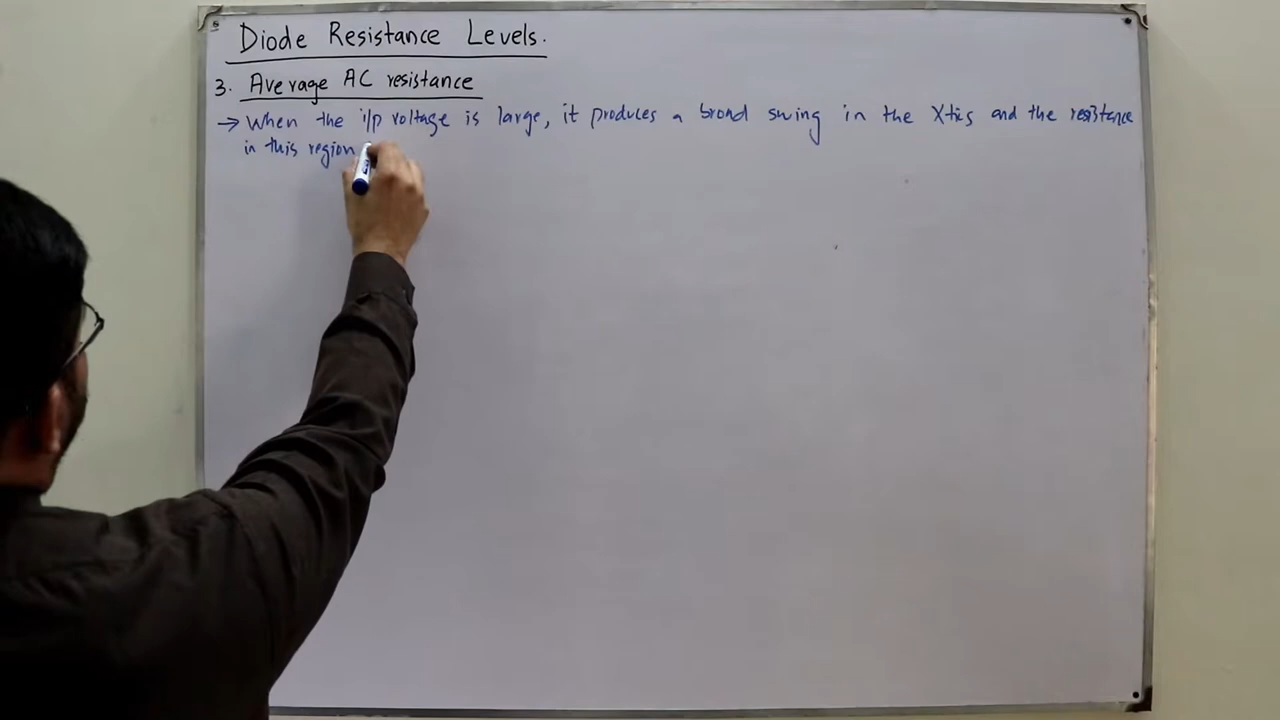 Diode Resistance Levels.
3. Average AC resistance
→ When the i/p voltage is large, it produces a broad swing in the Xtics and the resistance
in this region